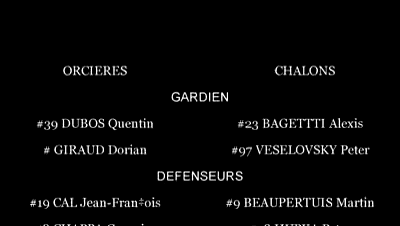 ORCIERES CHALONS
GARDIEN
#39 DUBOS Quentin #23 BAGETTTI Alexis
# GIRAUD Dorian #97 VESELOVSKY Peter
DEFENSEURS
#19 CAL Jean-Fran‡ois #9 BEAUPERTUIS Martin